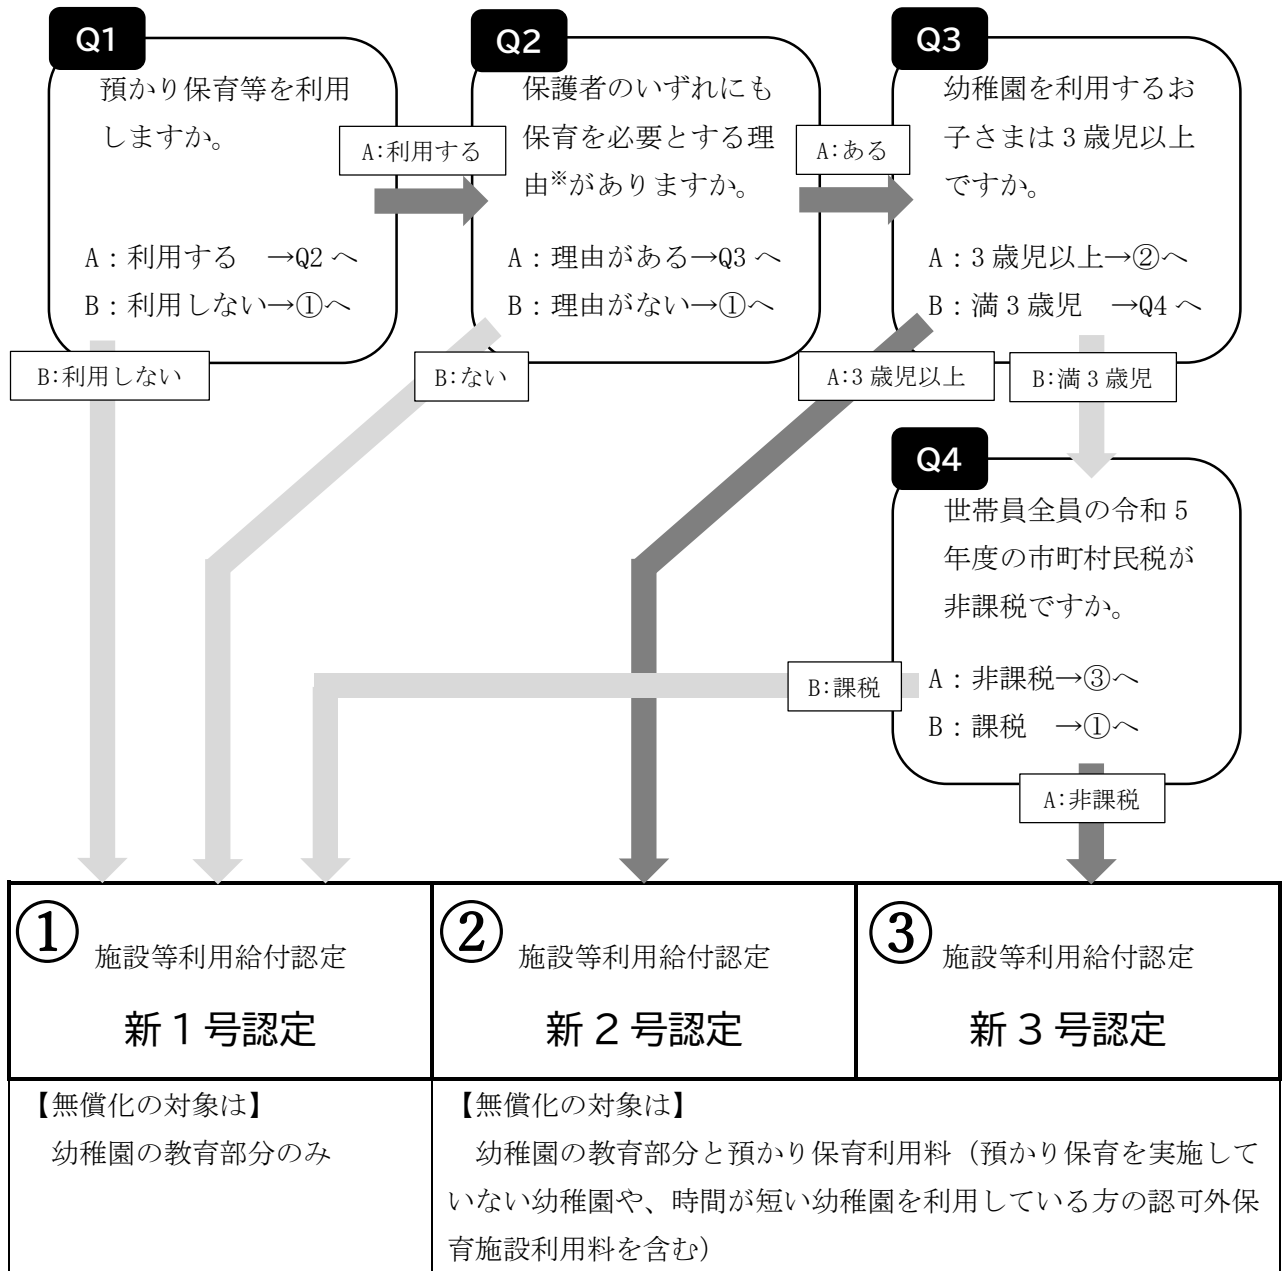 Q1
預かり保育等を利用
しますか。
A：利用する　→Q2 へ
B：利用しない→①へ
A:利用する
Q2
保護者のいずれにも
保育を必要とする理
由※がありますか。
A：理由がある→Q3 へ
B：理由がない→①へ
A:ある
Q3
幼稚園を利用するお
子さまは 3 歳児以上
ですか。
A：3 歳児以上→②へ
B：満 3 歳児　→Q4 へ
B:利用しない
B:ない
A:3 歳児以上
B:満 3 歳児
Q4
世帯員全員の令和 5
年度の市町村民税が
非課税ですか。
A：非課税→③へ
B：課税　→①へ
B:課税
A:非課税
①
施設等利用給付認定
新１号認定
②
施設等利用給付認定
新２号認定
③
施設等利用給付認定
新３号認定
【無償化の対象は】
幼稚園の教育部分のみ
【無償化の対象は】
幼稚園の教育部分と預かり保育利用料（預かり保育を実施して
いない幼稚園や、時間が短い幼稚園を利用している方の認可外保
育施設利用料を含む）